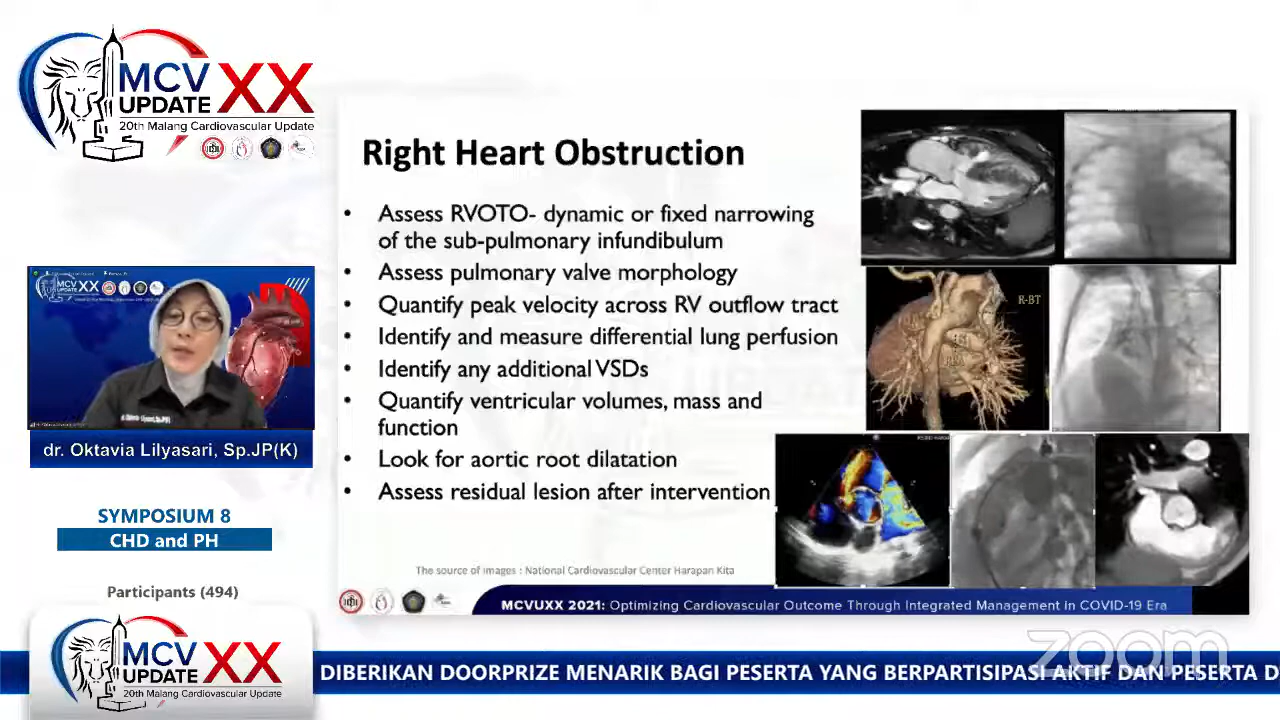 MCV XX
UPDATE
20th Malang Cardiovascular Update
MCV XX
UPDATE
dr. Oktavia Lilyasari, Sp.JP(K)
SYMPOSIUM 8
CHD and PH
Participants (494)
MCV XX
UPDATE
20th Malang Cardiovascular Update
Right Heart Obstruction
• Assess RVOTO- dynamic or fixed narrowing
of the sub-pulmonary infundibulum
• Assess pulmonary valve morphology
• Quantify peak velocity across RV outflow tract
• Identify and measure differential lung perfusion
• Identify any additional VSDs
• Quantify ventricular volumes, mass and
function
• Look for aortic root dilatation
• Assess residual lesion after intervention
R-BT
The source of images : National Cardiovascular Center Harapan Kita
MCVUXX 2021: Optimizing Cardiovascular Outcome Through Integrated Management in COVID-19 Era
zoom
DIBERIKAN DOORPRIZE MENARIK BAGI PESERTA YANG BERPARTISIPASI AKTIF DAN PESERTA D